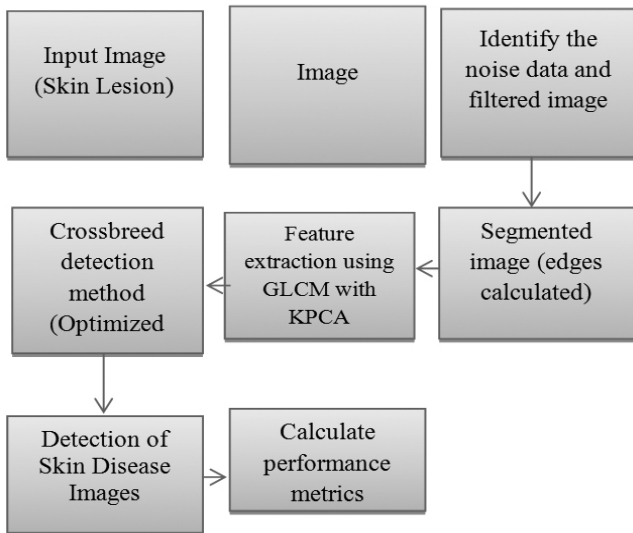 Input Image
(Skin Lesion)
Image
Identify the
noise data and
filtered image
Segmented
image (edges
calculated)
Feature
extraction using
GLCM with
KPCA
Crossbreed
detection
method
(Optimized
Detection of
Skin Disease
Images
Calculate
performance
metrics